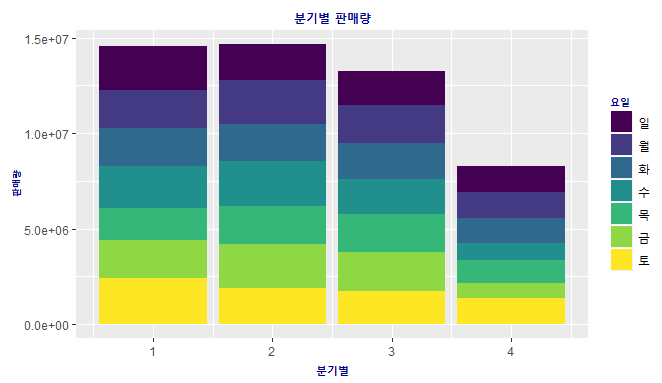 분기별 판매량
1.5e+07
1.0e+07
5.0e+06
0.0e+00
판매량
1 2 3 4
분기별
요일
일
월
화
수
목
금
토